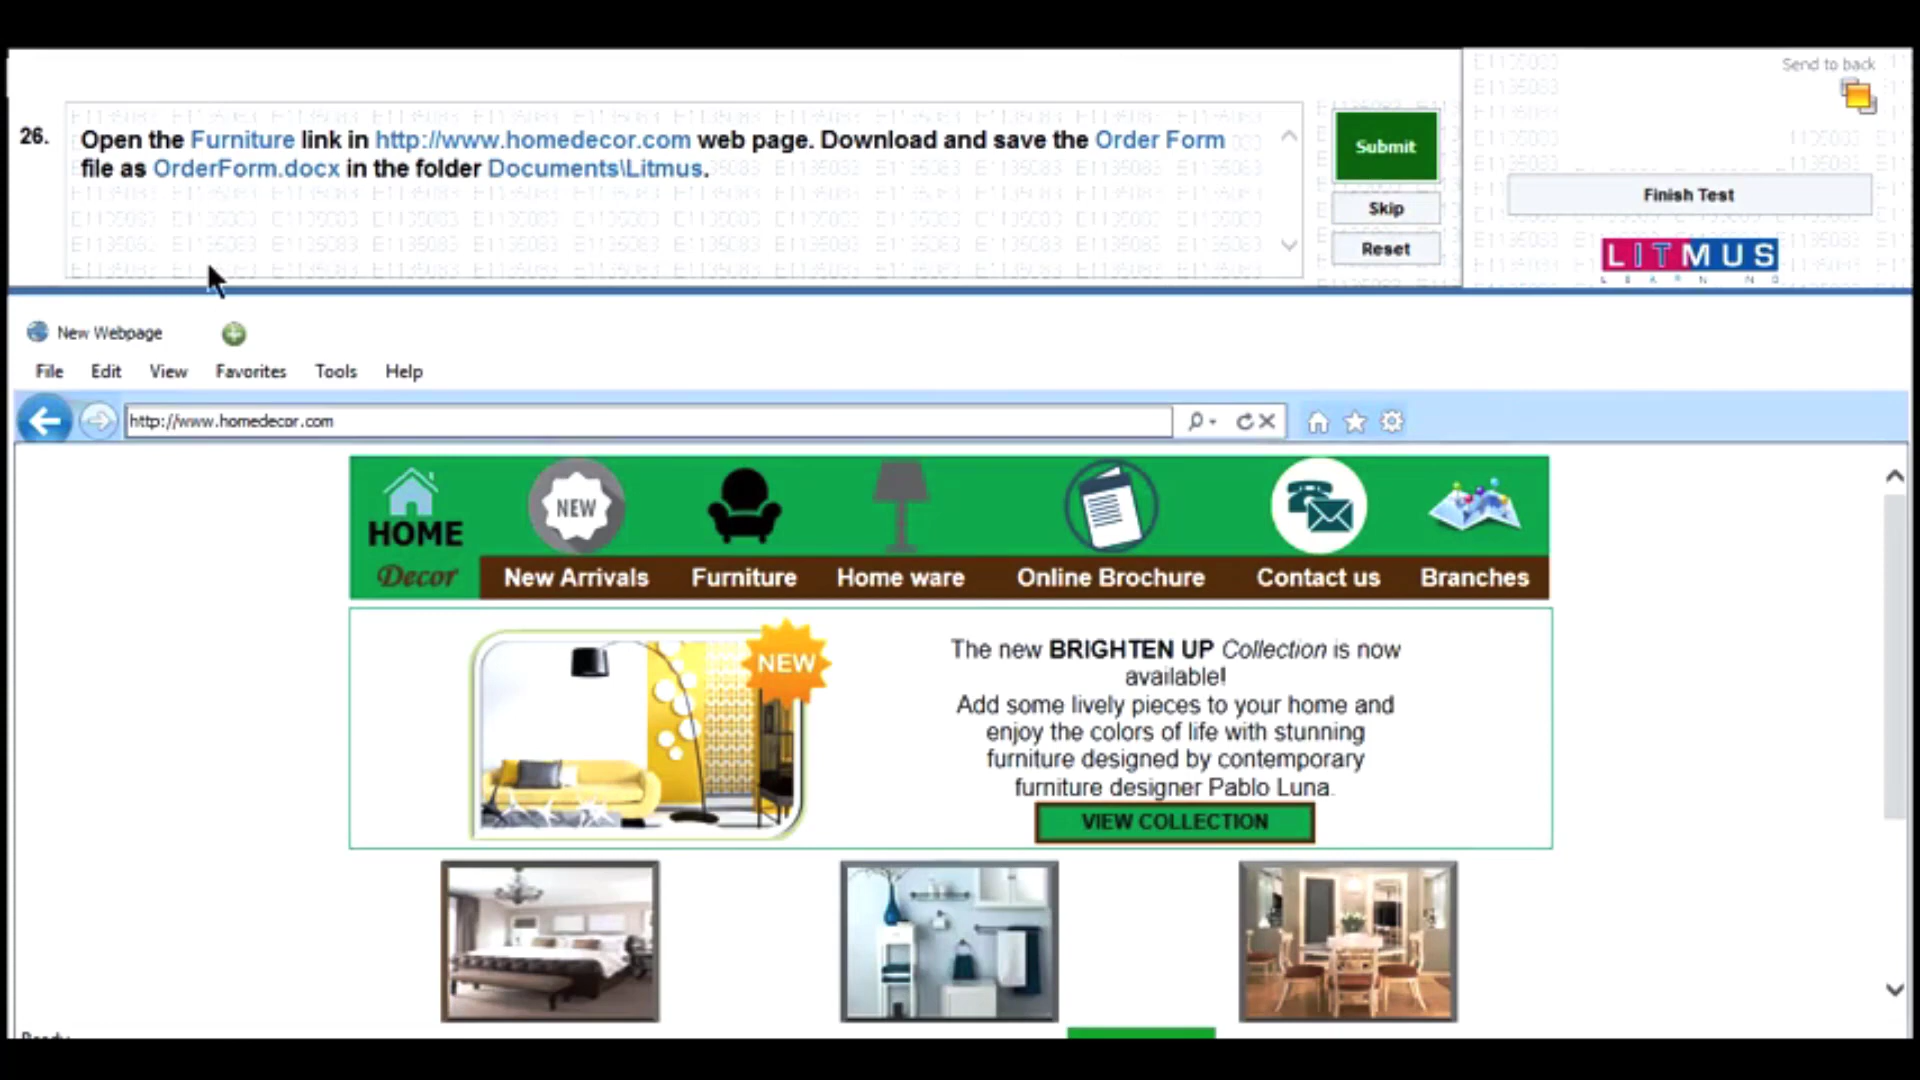 Send to back
26.
Open the Furniture link in http://www.homedecor.com web page. Download and save the Order Form
file as OrderForm.docx in the folder Documents\Litmus.
Submit
Skip
Reset
Finish Test
LITMUS
LEARNING
New Webpage
File Edit View Favorites Tools Help
http://www.homedecor.com
HOME
Decor
NEW
New Arrivals Furniture Home ware Online Brochure Contact us Branches
NEW
The new BRIGHTEN UP Collection is now
available!
Add some lively pieces to your home and
enjoy the colors of life with stunning
furniture designed by contemporary
furniture designer Pablo Luna.
VIEW COLLECTION